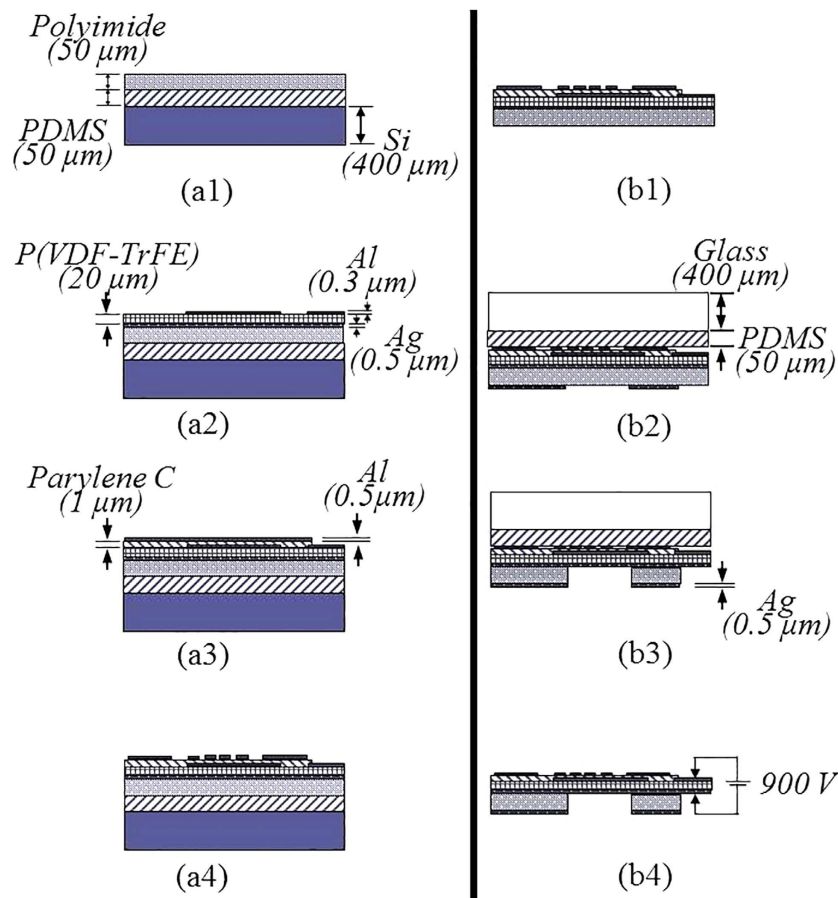 Polyimide
(50 μm)
PDMS
(50 μm)
Si
(400 μm)
(a1)
P(VDF-TrFE)
(20 μm)
Al
(0.3 μm)
Ag
(0.5 μm)
(a2)
Parylene C
(1 μm)
Al
(0.5μm)
(a3)
(a4)
(b1)
Glass
(400 μm)
PDMS
(50 μm)
(b2)
Ag
(0.5 μm)
(b3)
900 V
(b4)